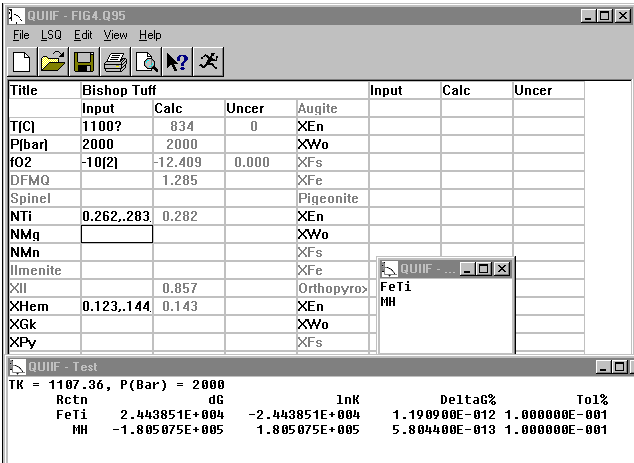 QUIIF - FIG4.Q95
File LSQ Edit View Help
Title Bishop Tuff Input Calc Uncer
Input Calc Uncer Augite
T(C) 1100? 834 0 XEn
P(bar) 2000 2000 XWo
fO2 -10(2) -12.409 0.000 XFs
DFMQ 1.285 XFe
Spinel Pigeonite
NTi 0.262,.283, 0.282 XEn
NMg XWo
NMn XFs
Ilmenite XFe
XIl 0.857 Orthopyrox
XHem 0.123,.144, 0.143 XEn
XGk XWo
XPy XFs
QUIIF - ...
FeTi
MH
QUIIF - Test
TK = 1107.36, P(Bar) = 2000
Rctn dG lnK DeltaG% Tol%
FeTi 2.443851E+004 -2.443851E+004 1.190900E-012 1.000000E-001
MH -1.805075E+005 1.805075E+005 5.804400E-013 1.000000E-001